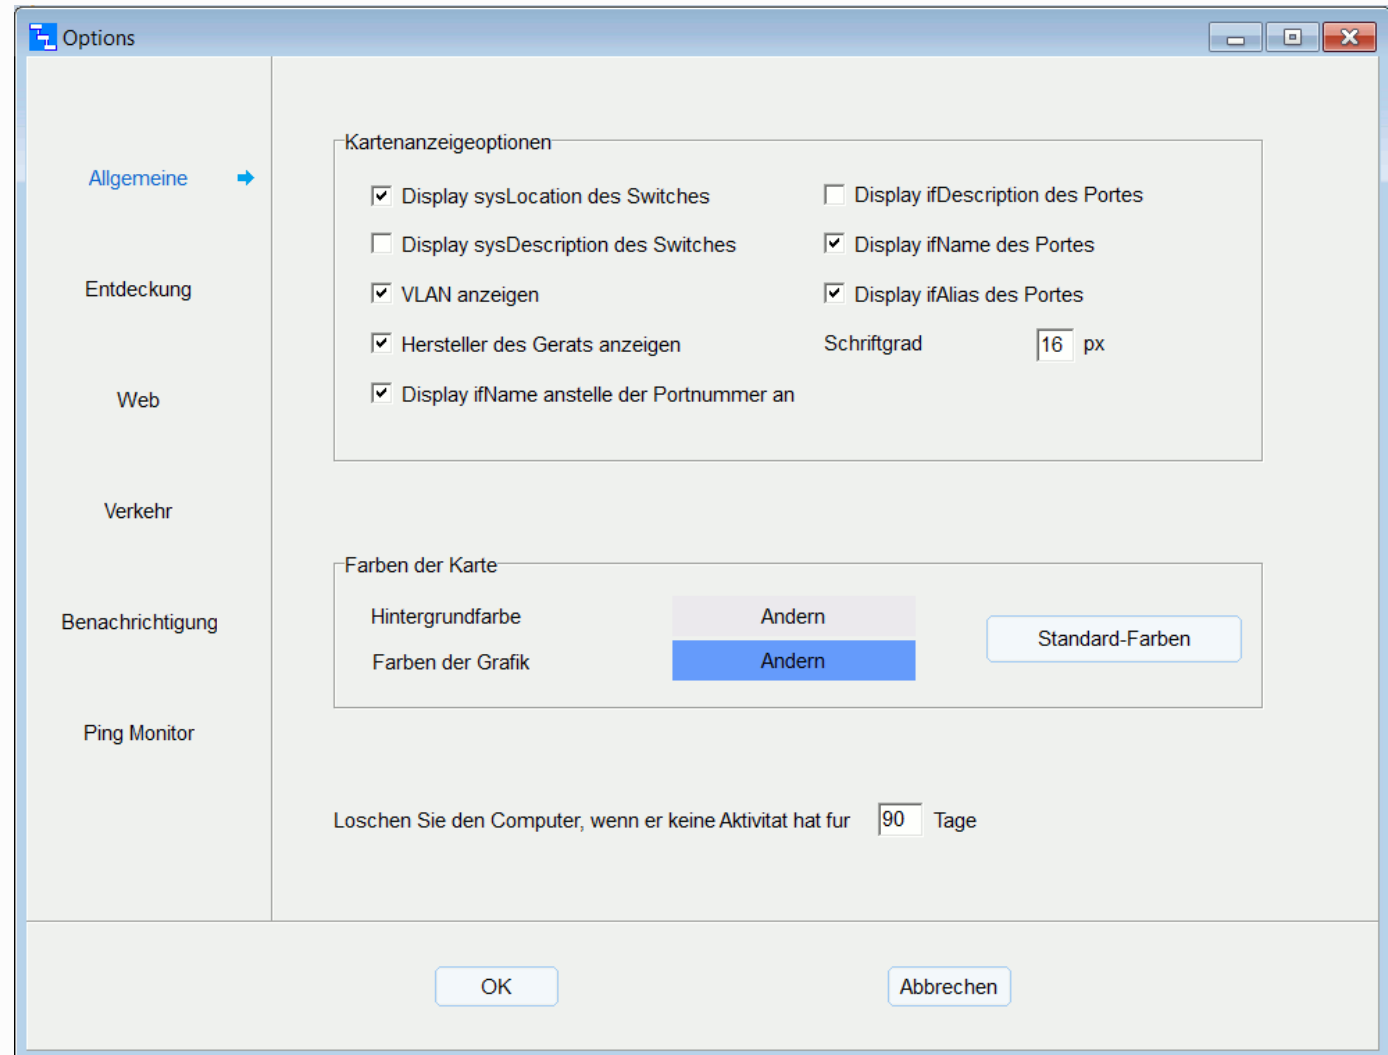 Options
Allgemeine
Entdeckung
Web
Verkehr
Benachrichtigung
Ping Monitor
Kartenanzeigeoptionen
Display sysLocation des Switches
Display sysDescription des Switches
VLAN anzeigen
Hersteller des Gerats anzeigen
Display ifName anstelle der Portnummer an
Display ifDescription des Portes
Display ifName des Portes
Display ifAlias des Portes
Schriftgrad 16 px
Farben der Karte
Hintergrundfarbe Andern
Farben der Grafik Andern
Standard-Farben
Loschen Sie den Computer, wenn er keine Aktivitat hat fur 90 Tage
OK
Abbrechen